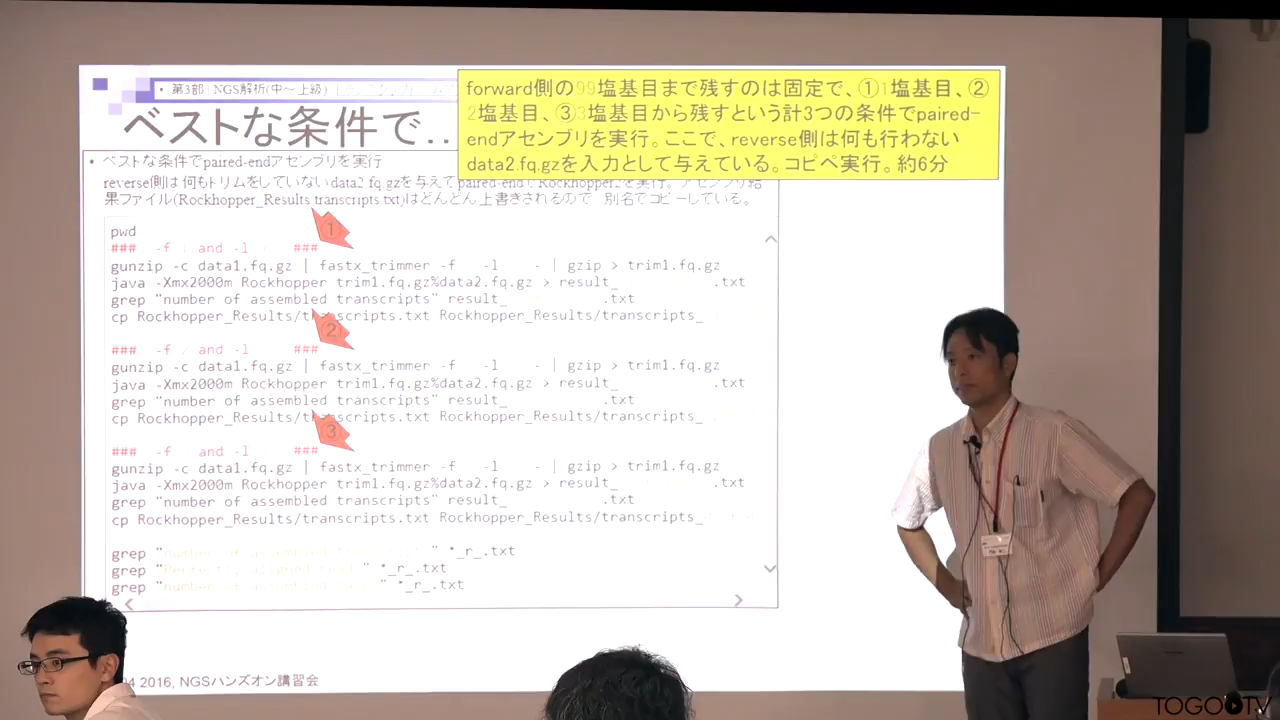 第3部 | NGS解析(中～上級)
ベストな条件で…
forward側の99塩基目まで残すのは固定で、①1塩基目、②
2塩基目、③3塩基目から残すという計3つの条件でpaired-
endアセンブリを実行。ここで、reverse側は何も行わない
data2.fq.gzを入力として与えている。コピペ実行。約6分
• ベストな条件でpaired-endアセンブリを実行
reverse側は何もトリムをしていないdata2.fq.gzを与えてpaired-endでRockhopper2を実行。アセンブリ結
果ファイル(Rockhopper_Results transcripts.txt)はどんどん上書きされるので 別名でコピーしている。
pwd
①
### -f and -l ###
gunzip -c data1.fq.gz | fastx_trimmer -f -l - | gzip > trim1.fq.gz
java -Xmx2000m Rockhopper trim1.fq.gz%data2.fq.gz > result_ .txt
grep "number of assembled transcripts" result_ .txt
cp Rockhopper_Results/transcripts.txt Rockhopper_Results/transcripts_
②
### -f and -l ###
gunzip -c data1.fq.gz | fastx_trimmer -f -l - | gzip > trim1.fq.gz
java -Xmx2000m Rockhopper trim1.fq.gz%data2.fq.gz > result_ .txt
grep "number of assembled transcripts" result_ .txt
cp Rockhopper_Results/transcripts.txt Rockhopper_Results/transcripts_
③
### -f and -l ###
gunzip -c data1.fq.gz | fastx_trimmer -f -l - | gzip > trim1.fq.gz
java -Xmx2000m Rockhopper trim1.fq.gz%data2.fq.gz > result_ .txt
grep "number of assembled transcripts" result_ .txt
cp Rockhopper_Results/transcripts.txt Rockhopper_Results/transcripts_
grep "number of assembled " *_r_.txt
grep " " *_r_.txt
grep "number of assembled " *_r_.txt
04 2016, NGSハンズオン講習会
TOGO TV